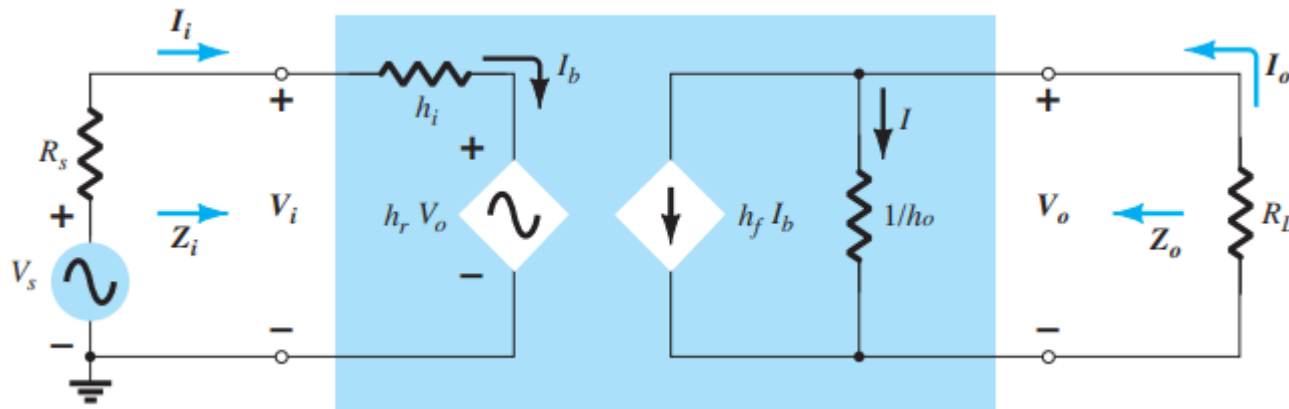 I_i
I_b
I_o
+
+
h_i
I
R_s
+
+
V_i
h_r V_o
h_f I_b
1/h_o
V_o
R_L
Z_i
Z_o
V_s
−
−
−
−